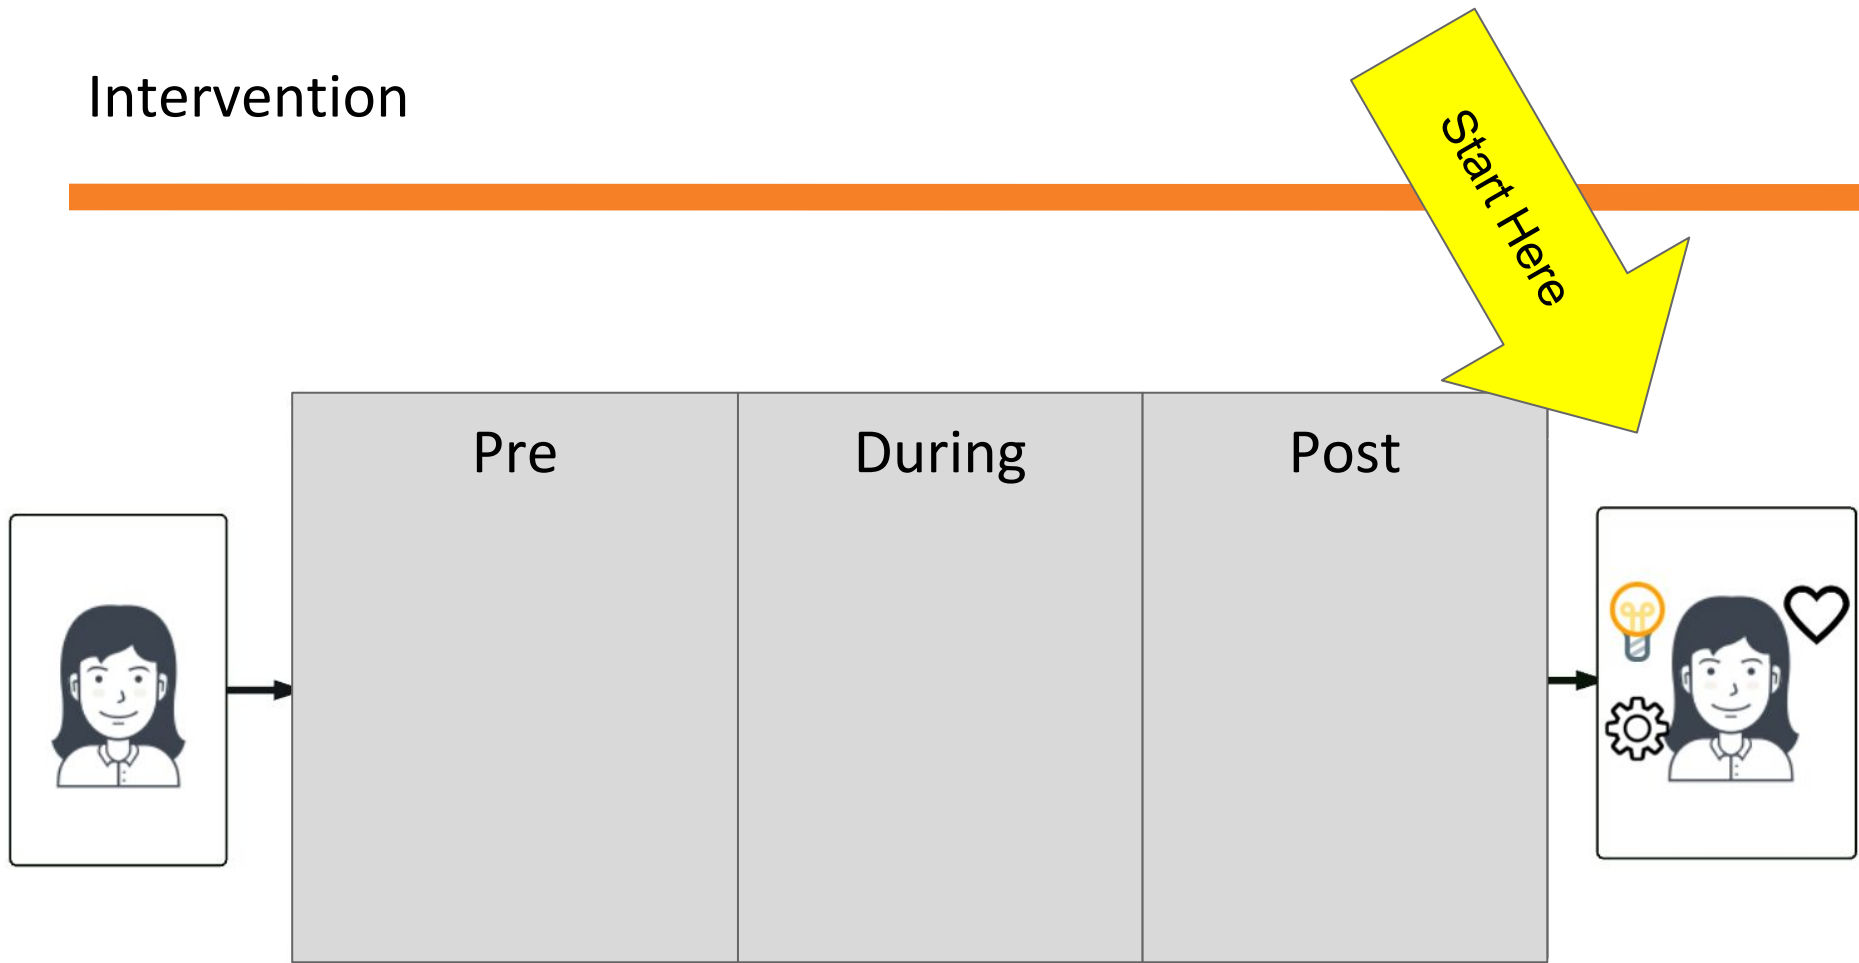 Intervention
Start Here
Pre
During
Post